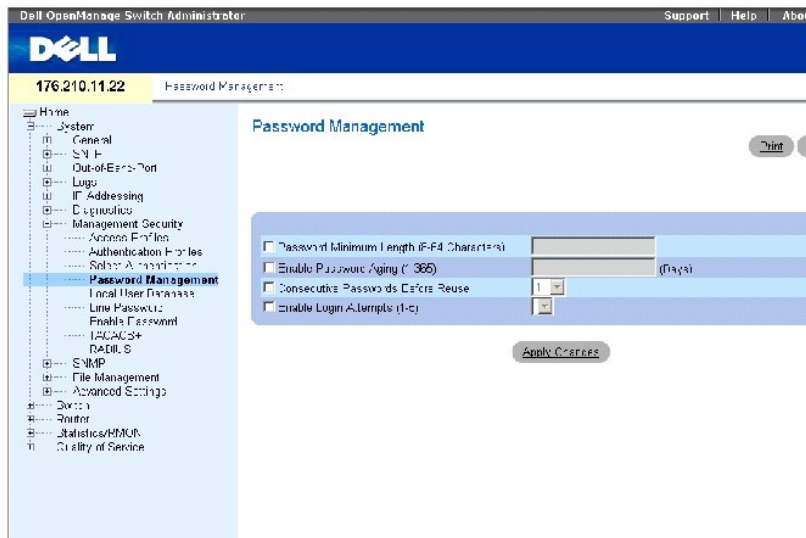 Dell OpenManage Switch Administrator
Support | Help | Abo
DELL
176.210.11.22
Password Management
Home
System
General
SNTP
Out-of-Band-Port
Logs
IP Addressing
Diagnostics
Management Security
Access Profiles
Authentication Profiles
Select Authentication
Password Management
Local User Database
Line Password
Enable Password
TACACS+
RADIUS
SNMP
File Management
Advanced Settings
Switch
Router
Statistics/RMON
Quality of Service
Password Management
Print
Password Minimum Length (8-64 Characters)
Enable Password Aging (1-365)
(Days)
Consecutive Passwords Before Reuse
1
Enable Login Attempts (1-5)
Apply Changes